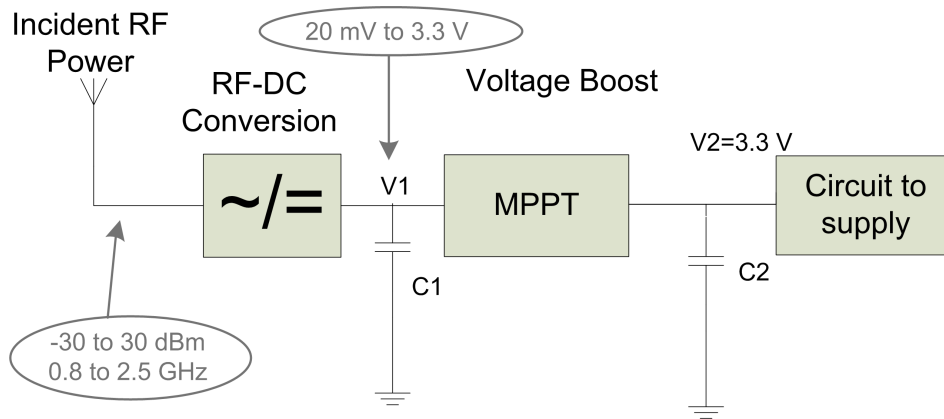 Incident RF
Power
20 mV to 3.3 V
RF-DC
Conversion
Voltage Boost
~/=
V1
MPPT
V2=3.3 V
Circuit to
supply
C1
C2
-30 to 30 dBm
0.8 to 2.5 GHz